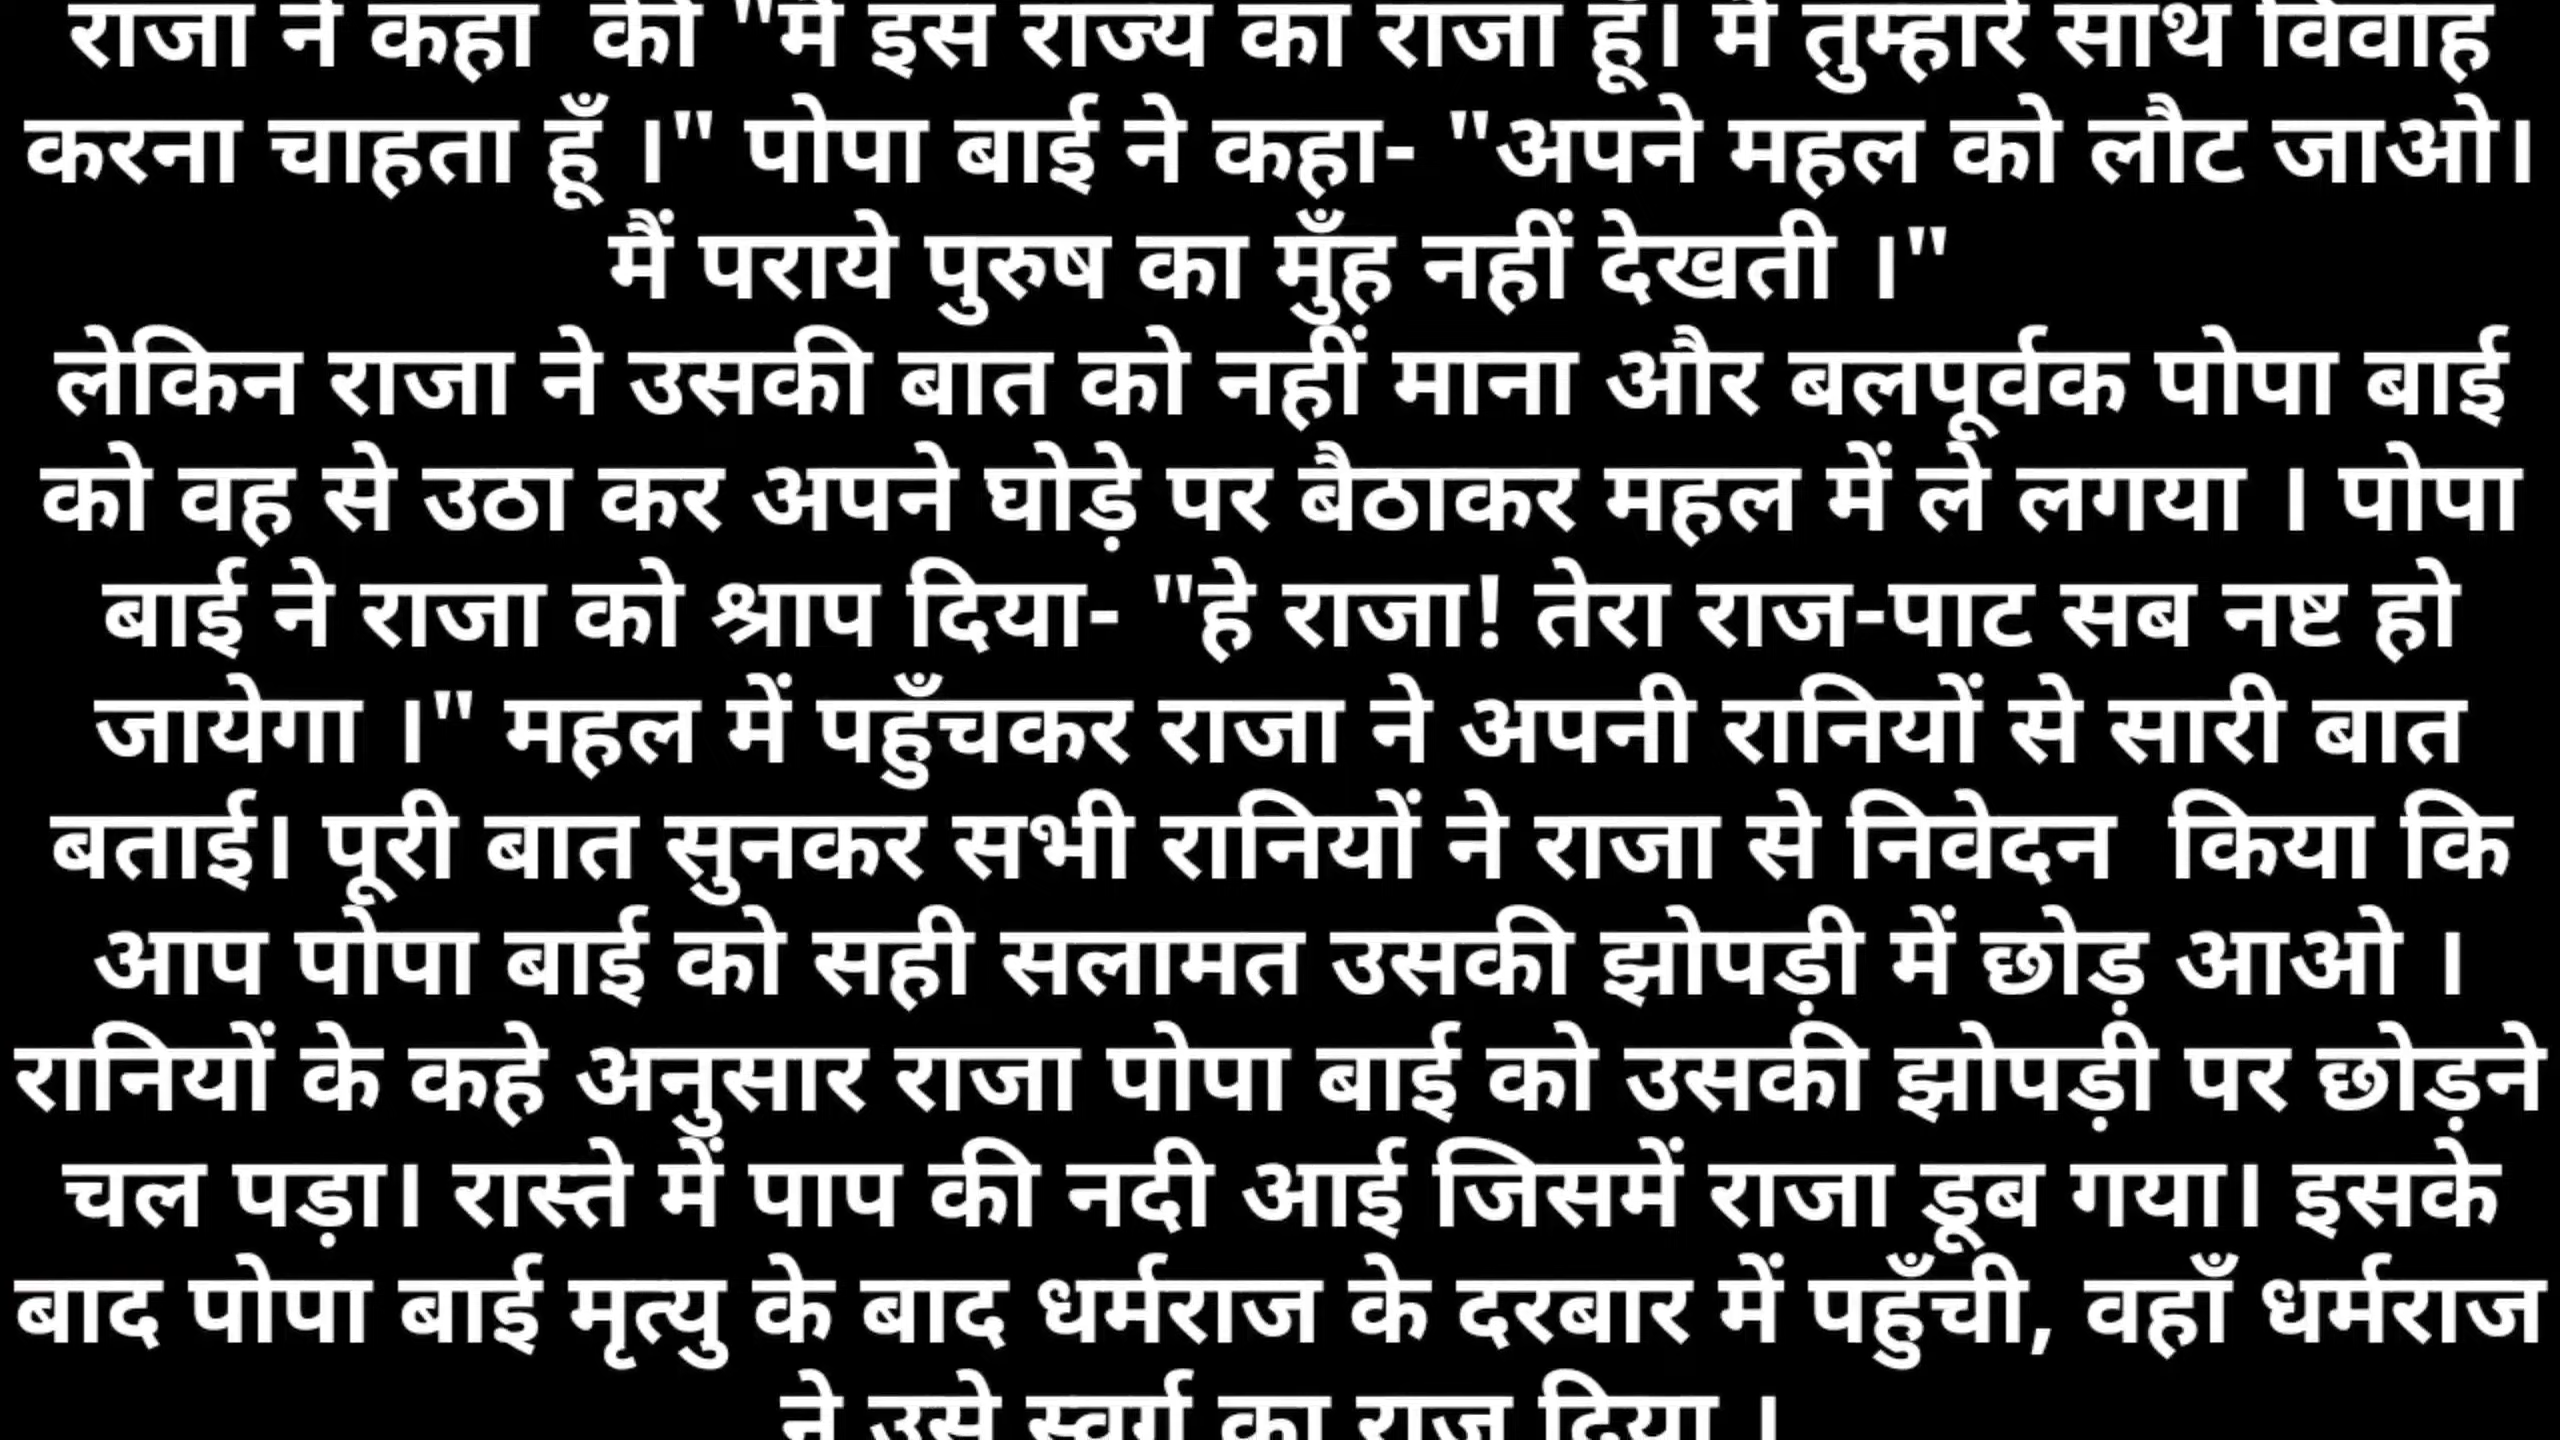 राजा ने कहा  की "मैं इस राज्य का राजा हूँ। मैं तुम्हारे साथ विवाह
करना चाहता हूँ ।" पोपा बाई ने कहा- "अपने महल को लौट जाओ।
मैं पराये पुरुष का मुँह नहीं देखती ।"
लेकिन राजा ने उसकी बात को नहीं माना और बलपूर्वक पोपा बाई
को वह से उठा कर अपने घोड़े पर बैठाकर महल में ले लगया । पोपा
बाई ने राजा को श्राप दिया- "हे राजा! तेरा राज-पाट सब नष्ट हो
जायेगा ।" महल में पहुँचकर राजा ने अपनी रानियों से सारी बात
बताई। पूरी बात सुनकर सभी रानियों ने राजा से निवेदन  किया कि
आप पोपा बाई को सही सलामत उसकी झोपड़ी में छोड़ आओ ।
रानियों के कहे अनुसार राजा पोपा बाई को उसकी झोपड़ी पर छोड़ने
चल पड़ा। रास्ते में पाप की नदी आई जिसमें राजा डूब गया। इसके
बाद पोपा बाई मृत्यु के बाद धर्मराज के दरबार में पहुँची, वहाँ धर्मराज
ने उसे स्वर्ग का राज दिया ।